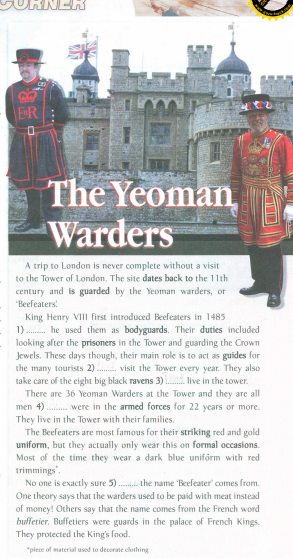 CORNER
E R
The Yeoman
Warders
A trip to London is never complete without a visit
to the Tower of London. The site dates back to the 11th
century and is guarded by the Yeoman warders, or
'Beefeaters'.
King Henry VIII first introduced Beefeaters in 1485
1) ......... he used them as bodyguards. Their duties included
looking after the prisoners in the Tower and guarding the Crown
Jewels. These days though, their main role is to act as guides for
the many tourists 2) ......... visit the Tower every year. They also
take care of the eight big black ravens 3) ......... live in the tower.
There are 36 Yeoman Warders at the Tower and they are all
men 4) ......... were in the armed forces for 22 years or more.
They live in the Tower with their families.
The Beefeaters are most famous for their striking red and gold
uniform, but they actually only wear this on formal occasions.
Most of the time they wear a dark blue uniform with red
trimmings*.
No one is exactly sure 5) ......... the name 'Beefeater' comes from.
One theory says that the warders used to be paid with meat instead
of money! Others say that the name comes from the French word
buffetier. Buffetiers were guards in the palace of French Kings.
They protected the King's food.
*piece of material used to decorate clothing